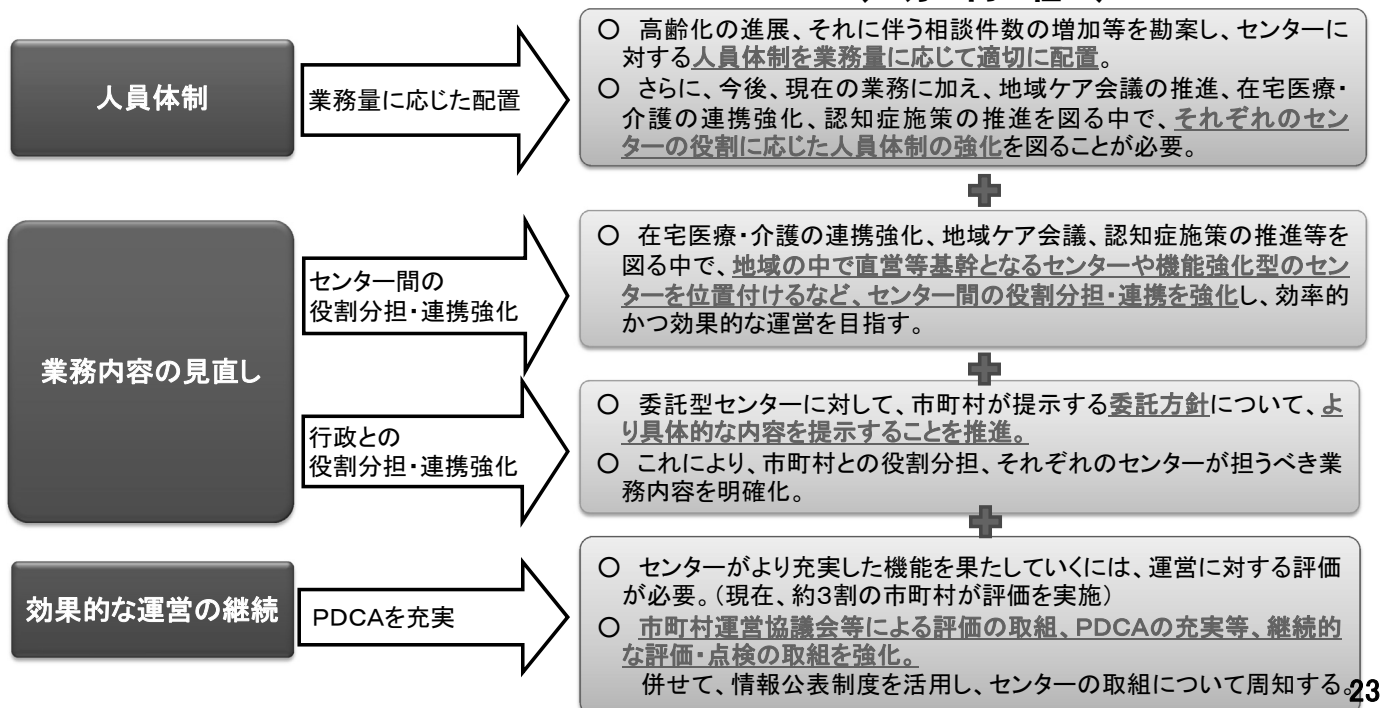 人員体制
業務量に応じた配置
○ 高齢化の進展、それに伴う相談件数の増加等を勘案し、センターに
対する人員体制を業務量に応じて適切に配置。
○ さらに、今後、現在の業務に加え、地域ケア会議の推進、在宅医療・
介護の連携強化、認知症施策の推進を図る中で、それぞれのセン
ターの役割に応じた人員体制の強化を図ることが必要。
業務内容の見直し
センター間の
役割分担・連携強化
○ 在宅医療・介護の連携強化、地域ケア会議、認知症施策の推進等を
図る中で、地域の中で直営等基幹となるセンターや機能強化型のセン
ターを位置付けるなど、センター間の役割分担・連携を強化し、効率的
かつ効果的な運営を目指す。
行政との
役割分担・連携強化
○ 委託型センターに対して、市町村が提示する委託方針について、よ
り具体的な内容を提示することを推進。
○ これにより、市町村との役割分担、それぞれのセンターが担うべき業
務内容を明確化。
効果的な運営の継続
PDCAを充実
○ センターがより充実した機能を果たしていくには、運営に対する評価
が必要。(現在、約3割の市町村が評価を実施)
○ 市町村運営協議会等による評価の取組、PDCAの充実等、継続的
な評価・点検の取組を強化。
併せて、情報公表制度を活用し、センターの取組について周知する。
23